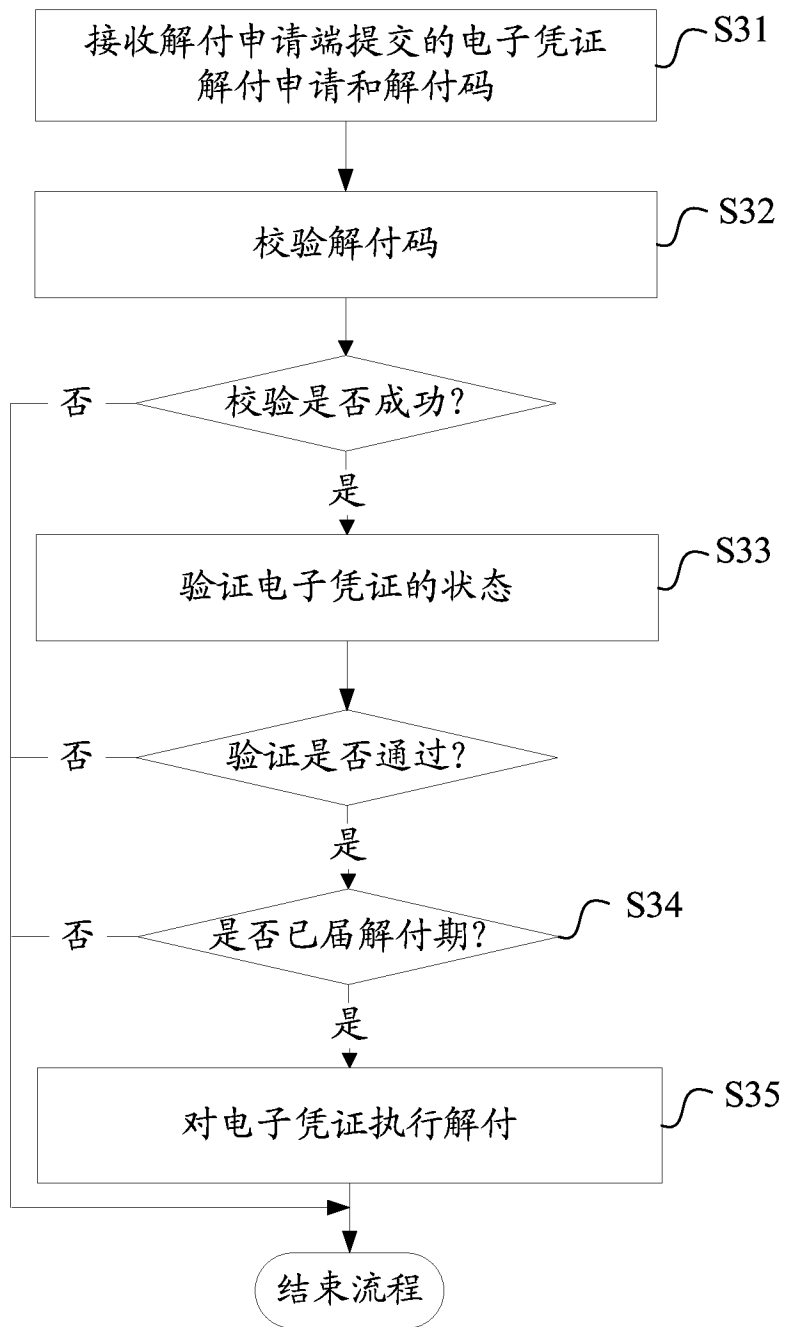 接收解付申请端提交的电子凭证
解付申请和解付码
S31
校验解付码
S32
校验是否成功?
否
是
验证电子凭证的状态
S33
验证是否通过?
否
是
是否已届解付期?
S34
否
是
对电子凭证执行解付
S35
结束流程